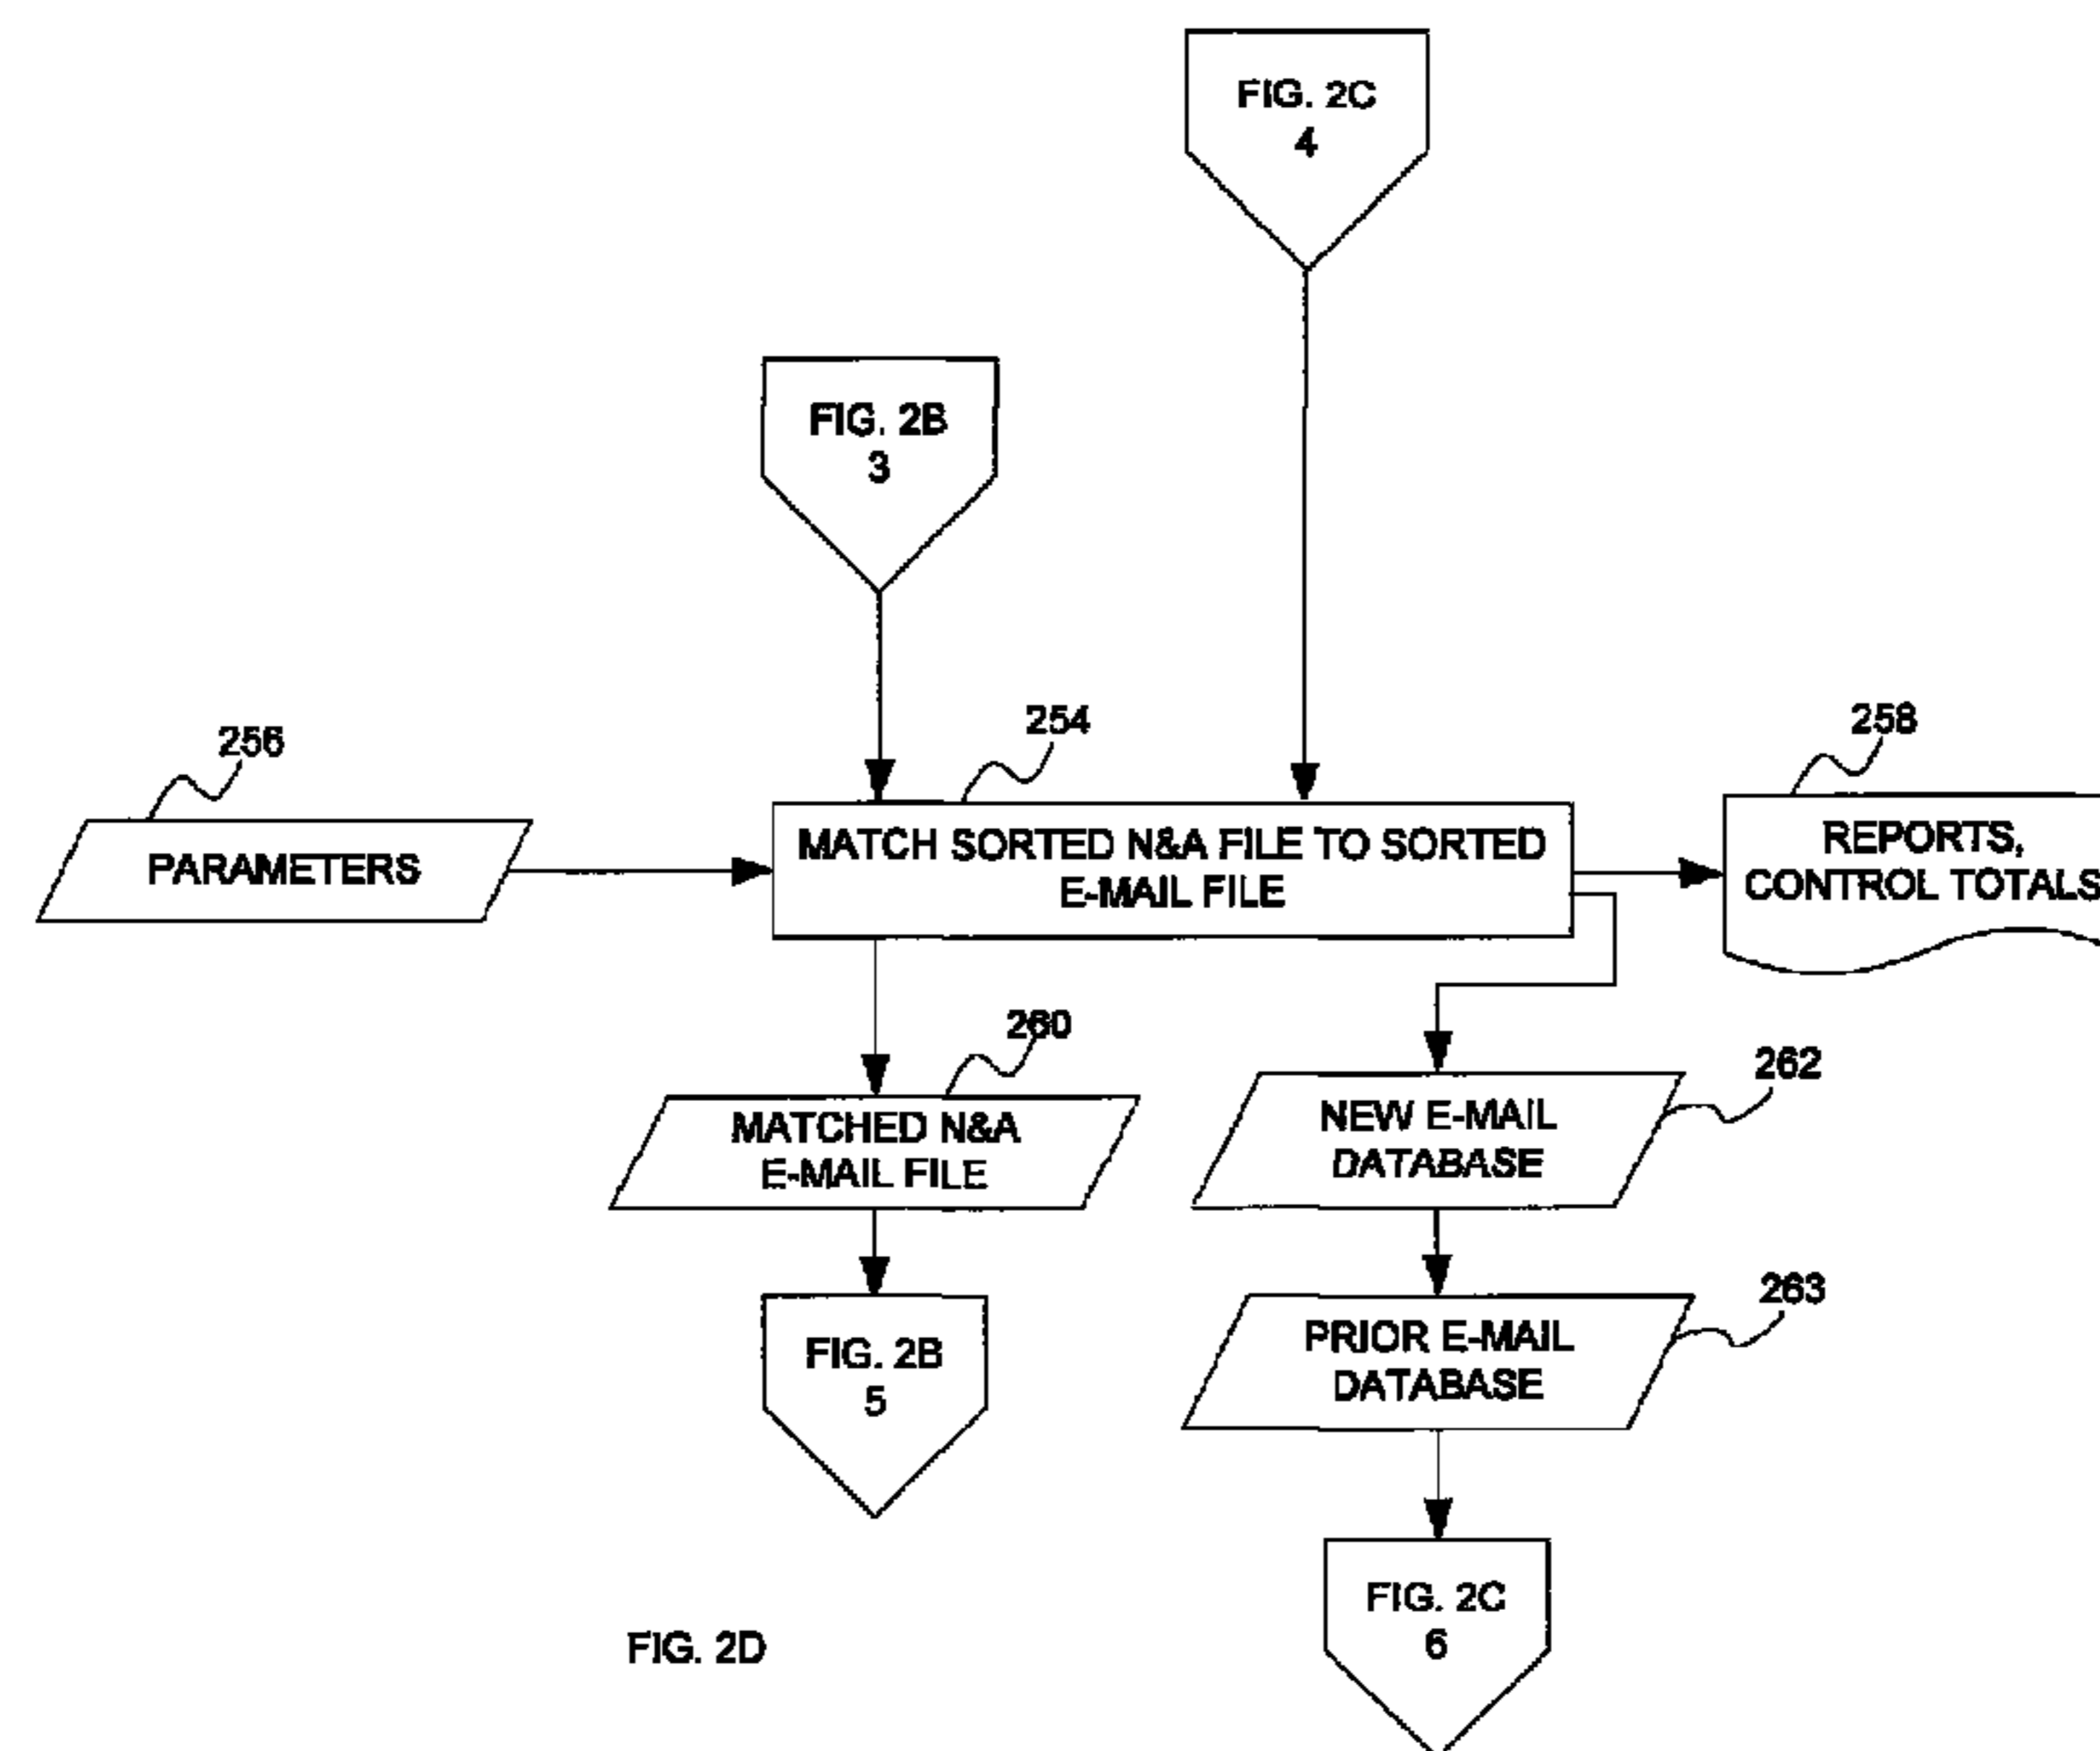 FIG. 2C
4
FIG. 2B
3
256
254
258
PARAMETERS
MATCH SORTED N&A FILE TO SORTED
E-MAIL FILE
REPORTS,
CONTROL TOTALS
260
262
MATCHED N&A
E-MAIL FILE
NEW E-MAIL
DATABASE
263
FIG. 2B
5
PRIOR E-MAIL
DATABASE
FIG. 2C
6
FIG. 2D